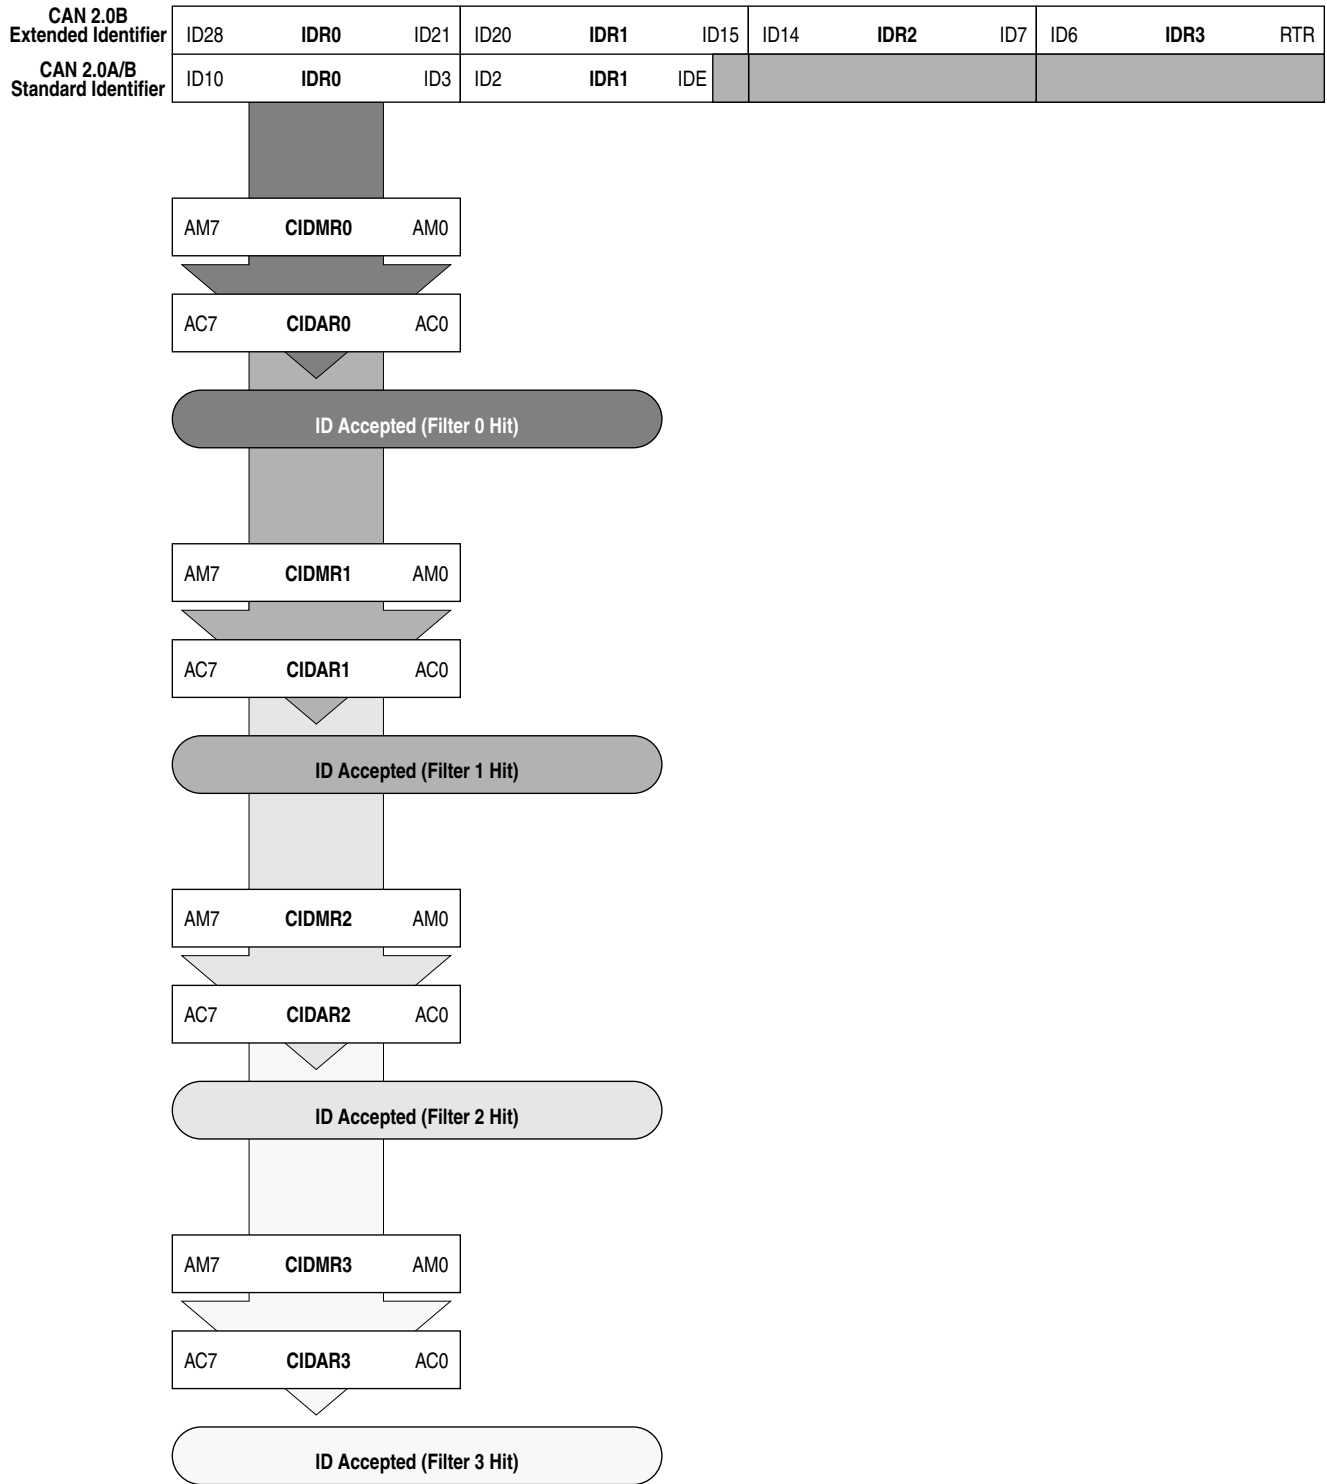 CAN 2.0B
Extended Identifier ID28 IDR0 ID21 ID20 IDR1 ID15 ID14 IDR2 ID7 ID6 IDR3 RTR
CAN 2.0A/B
Standard Identifier ID10 IDR0 ID3 ID2 IDR1 IDE
AM7 CIDMR0 AM0
AC7 CIDAR0 AC0
ID Accepted (Filter 0 Hit)
AM7 CIDMR1 AM0
AC7 CIDAR1 AC0
ID Accepted (Filter 1 Hit)
AM7 CIDMR2 AM0
AC7 CIDAR2 AC0
ID Accepted (Filter 2 Hit)
AM7 CIDMR3 AM0
AC7 CIDAR3 AC0
ID Accepted (Filter 3 Hit)